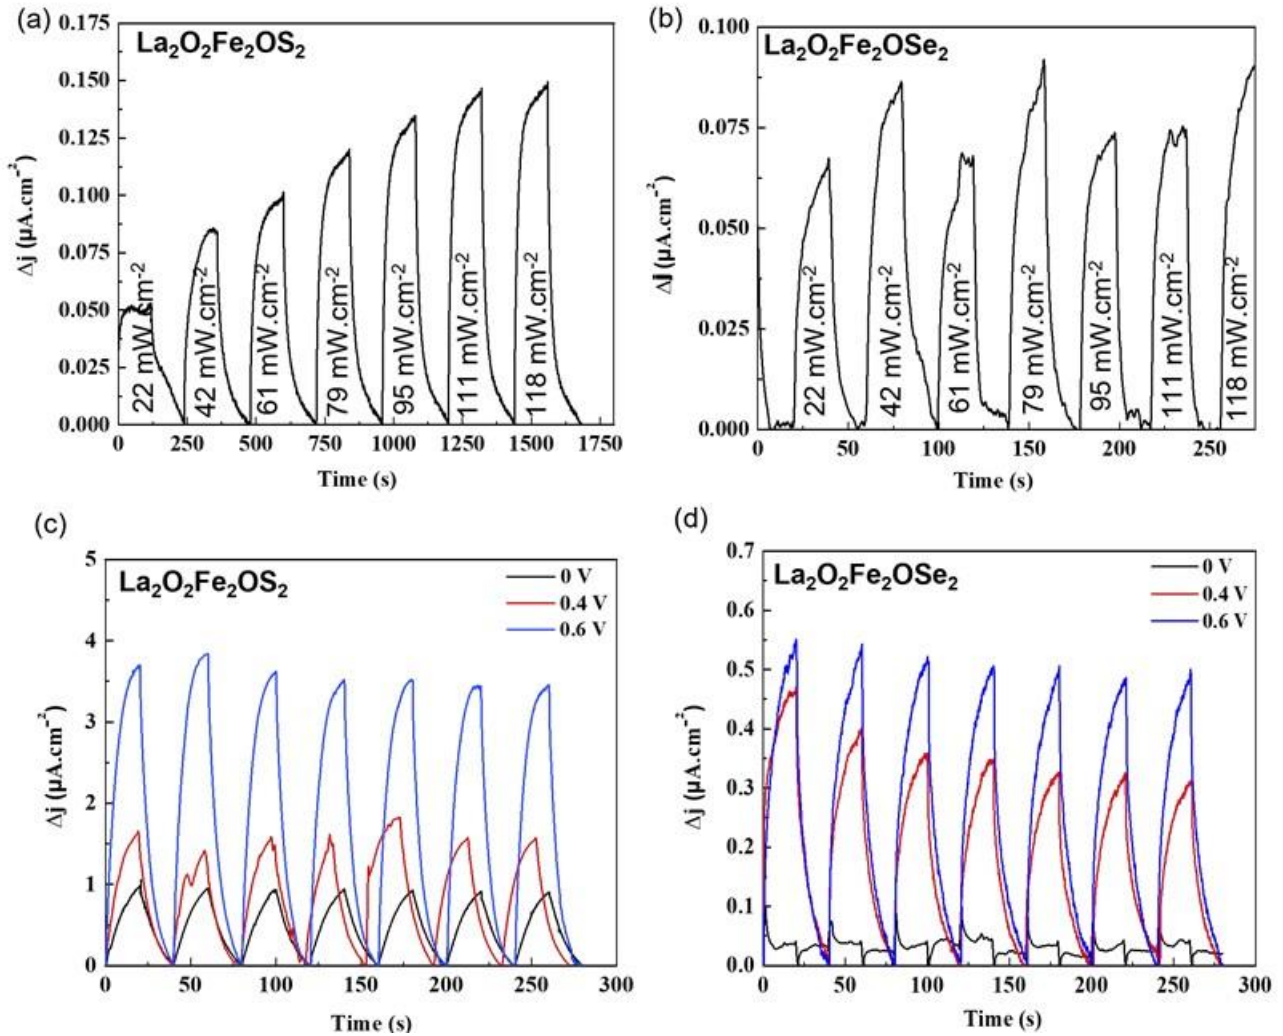 (a)
La₂O₂Fe₂OS₂
0.175
0.150
0.125
0.100
0.075
0.050
0.025
0.000
Δj (μA.cm⁻²)
22 mW.cm⁻²
42 mW.cm⁻²
61 mW.cm⁻²
79 mW.cm⁻²
95 mW.cm⁻²
111 mW.cm⁻²
118 mW.cm⁻²
0 250 500 750 1000 1250 1500 1750
Time (s)
(b)
La₂O₂Fe₂OSe₂
0.100
0.075
0.050
0.025
0.000
Δj (μA.cm⁻²)
22 mW.cm⁻²
42 mW.cm⁻²
61 mW.cm⁻²
79 mW.cm⁻²
95 mW.cm⁻²
111 mW.cm⁻²
118 mW.cm⁻²
0 50 100 150 200 250
Time (s)
(c)
La₂O₂Fe₂OS₂
0 V
0.4 V
0.6 V
5
4
3
2
1
0
Δj (μA.cm⁻²)
0 50 100 150 200 250 300
Time (s)
(d)
La₂O₂Fe₂OSe₂
0 V
0.4 V
0.6 V
0.7
0.6
0.5
0.4
0.3
0.2
0.1
0.0
Δj (μA.cm⁻²)
0 50 100 150 200 250 300
Time (s)